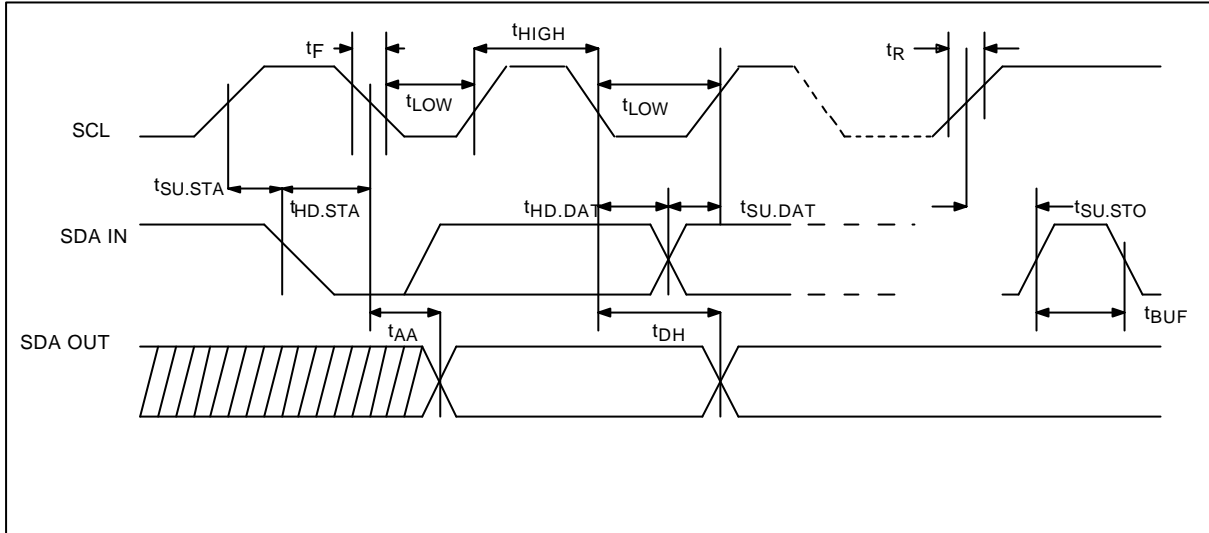 tF
tHIGH
tR
tLOW
tLOW
SCL
tSU.STA
tHD.STA
tHD.DAT
tSU.DAT
tSU.STO
SDA IN
tAA
tDH
tBUF
SDA OUT